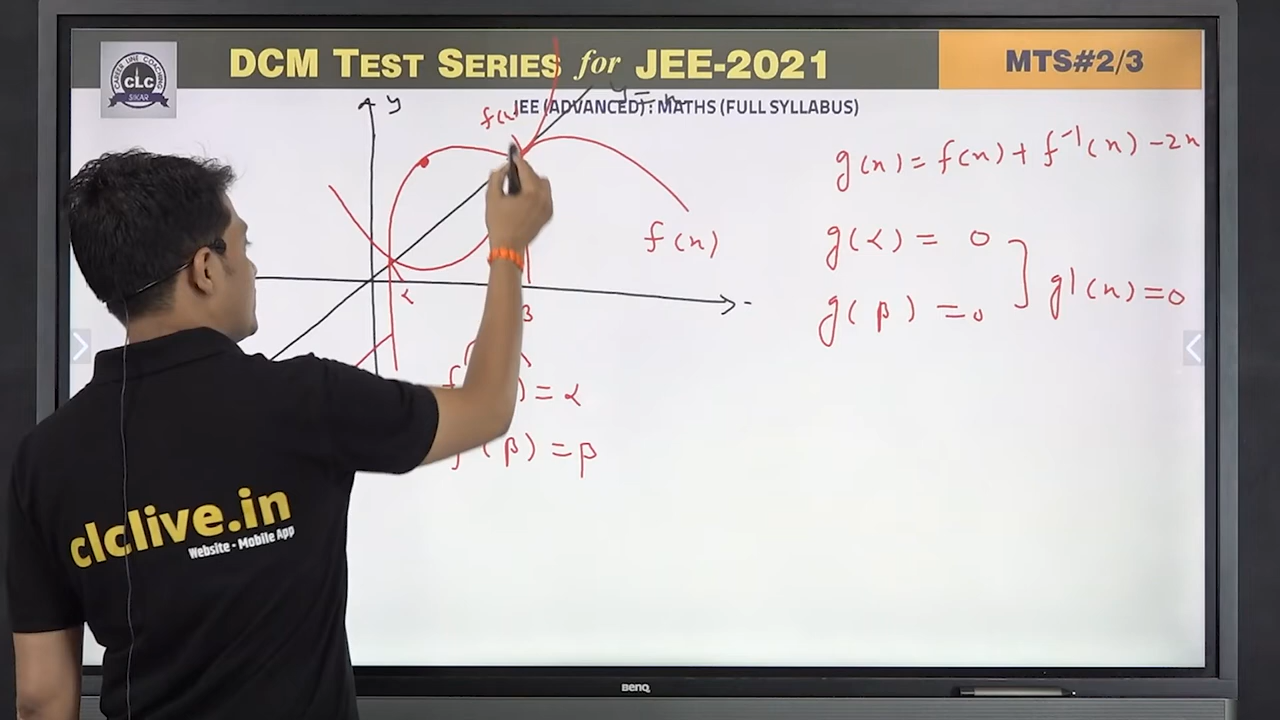 DCM TEST SERIES for JEE-2021
MTS#2/3
CAREER LINE COACHING
CLC
SIKAR
JEE (ADVANCED) : MATHS (FULL SYLLABUS)
y
y = x
α
β
f(x)
g(x) = f(x) + f⁻¹(x) - 2x
g(α) = 0
g(β) = 0
g'(x) = 0
) = α
(β) = β
clclive.in
Website - Mobile App
BENQ